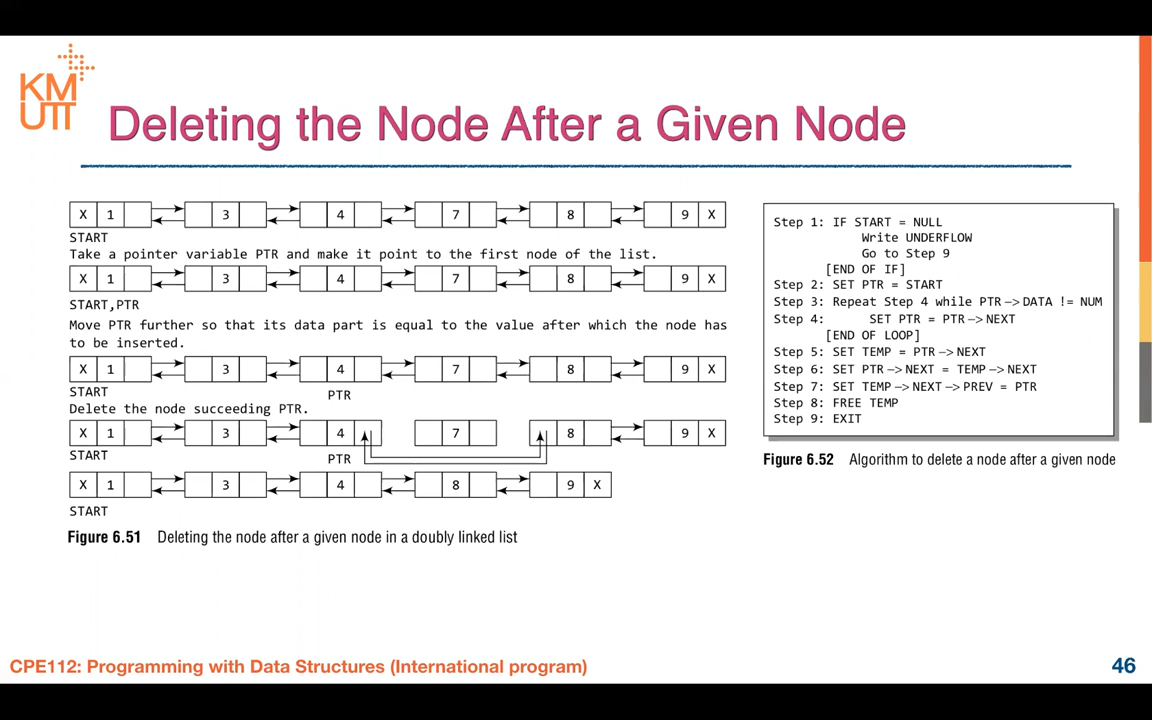 KM
UTT
Deleting the Node After a Given Node
X 1 3 4 7 8 9 X
START
Take a pointer variable PTR and make it point to the first node of the list.
X 1 3 4 7 8 9 X
START,PTR
Move PTR further so that its data part is equal to the value after which the node has
to be inserted.
X 1 3 4 7 8 9 X
START PTR
Delete the node succeeding PTR.
X 1 3 4 7 8 9 X
START PTR
X 1 3 4 8 9 X
START
Figure 6.51 Deleting the node after a given node in a doubly linked list
Step 1: IF START = NULL
Write UNDERFLOW
Go to Step 9
[END OF IF]
Step 2: SET PTR = START
Step 3: Repeat Step 4 while PTR->DATA != NUM
Step 4: SET PTR = PTR->NEXT
[END OF LOOP]
Step 5: SET TEMP = PTR->NEXT
Step 6: SET PTR->NEXT = TEMP->NEXT
Step 7: SET TEMP->NEXT->PREV = PTR
Step 8: FREE TEMP
Step 9: EXIT
Figure 6.52 Algorithm to delete a node after a given node
CPE112: Programming with Data Structures (International program)
46